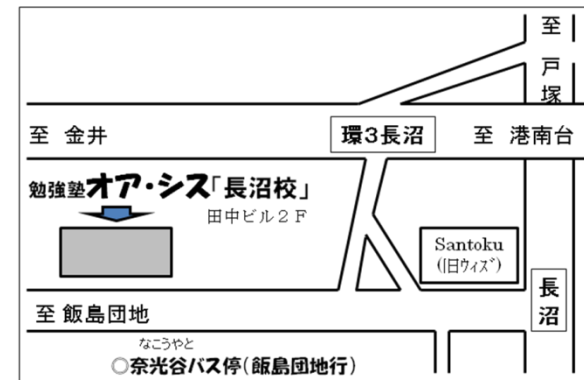 至
戸
塚
至 金井
環3長沼
至 港南台
勉強塾オア・シス「長沼校」
田中ビル2F
Santoku
(旧ウィズ)
長
沼
至 飯島団地
なこうやと
◎奈光谷バス停(飯島団地行)